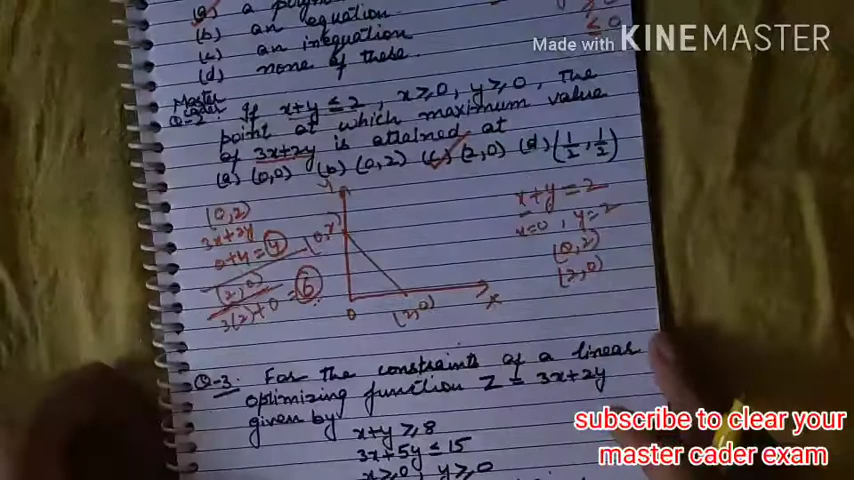 (a) a
(b) an equation
(c) an inequation
(d) none of these
≤ 0
Made with KINEMASTER
Master Cader
Q-2. If x+y ≤ 2, x≥0, y≥0, The
point at which maximum value
of 3x+2y is attained at
(a) (0,0) (b) (0,2) (c) (2,0) (d) (1/2, 1/2)
y
(0,2)
3x+2y
0+4 = 4
(2,0)
3(2)+0 = 6
0
(2,0)
x
x+y = 2
x=0, y=2
(0,2)
(2,0)
Q-3. For the constraints of a linear
optimizing function Z = 3x+2y
given by
x+y ≥ 8
3x+5y ≤ 15
x≥0, y≥0
subscribe to clear your
master cader exam